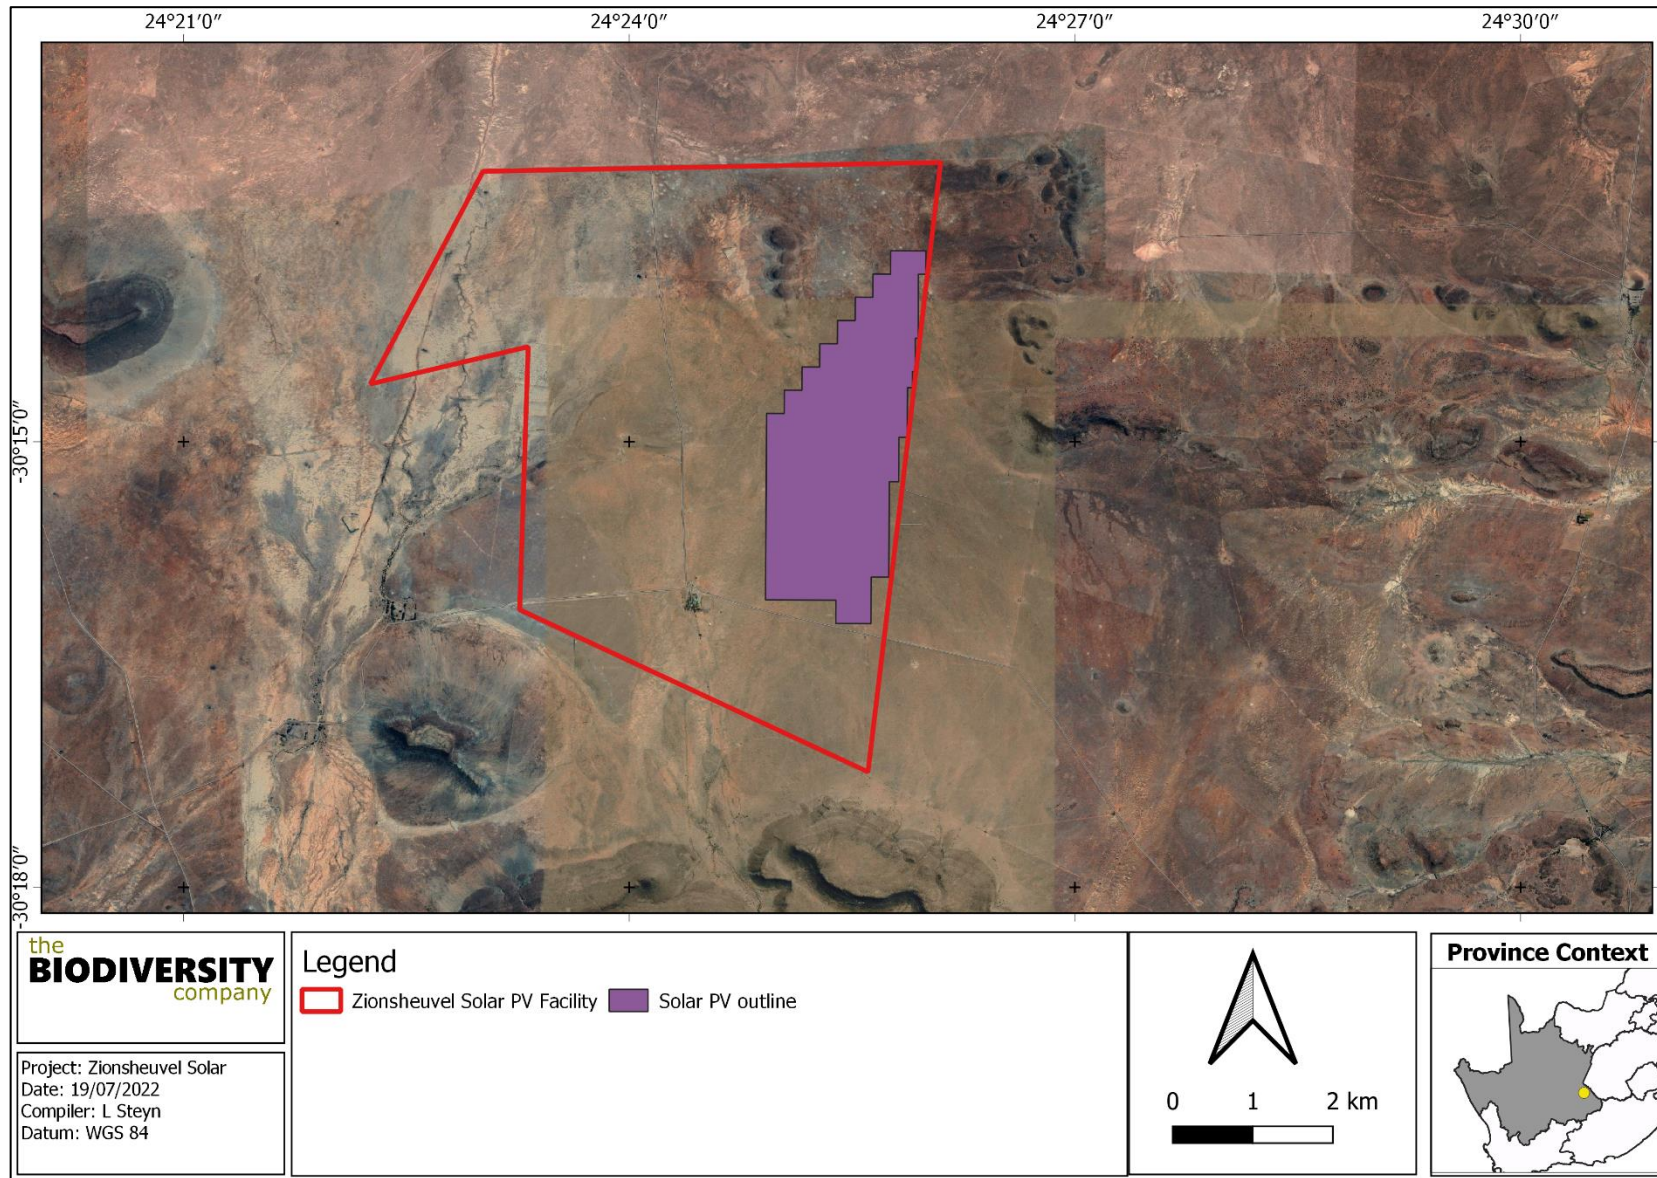 24°21′0″
24°24′0″
24°27′0″
24°30′0″
-30°15′0″
-30°18′0″
the
BIODIVERSITY
company
Project: Zionsheuvel Solar
Date: 19/07/2022
Compiler: L Steyn
Datum: WGS 84
Legend
Zionsheuvel Solar PV Facility
Solar PV outline
0 1 2 km
Province Context